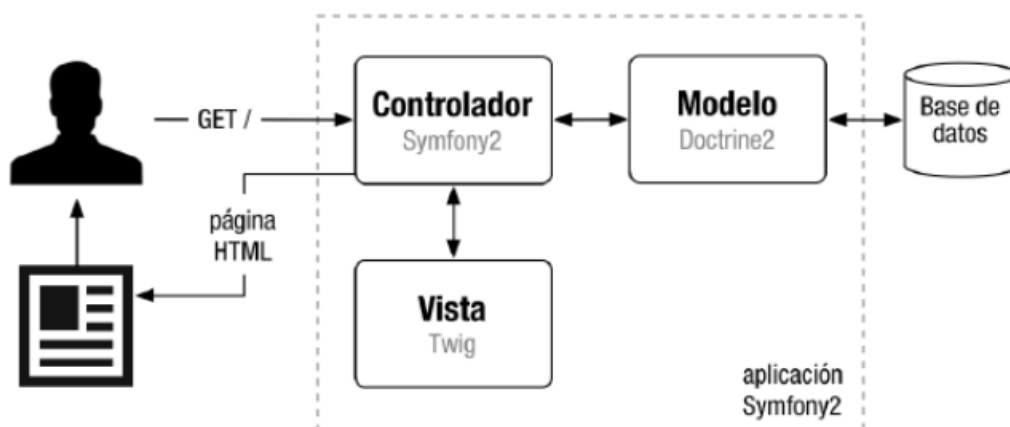 GET /
Controlador
Symfony2
Modelo
Doctrine2
Base de
datos
página
HTML
Vista
Twig
aplicación
Symfony2